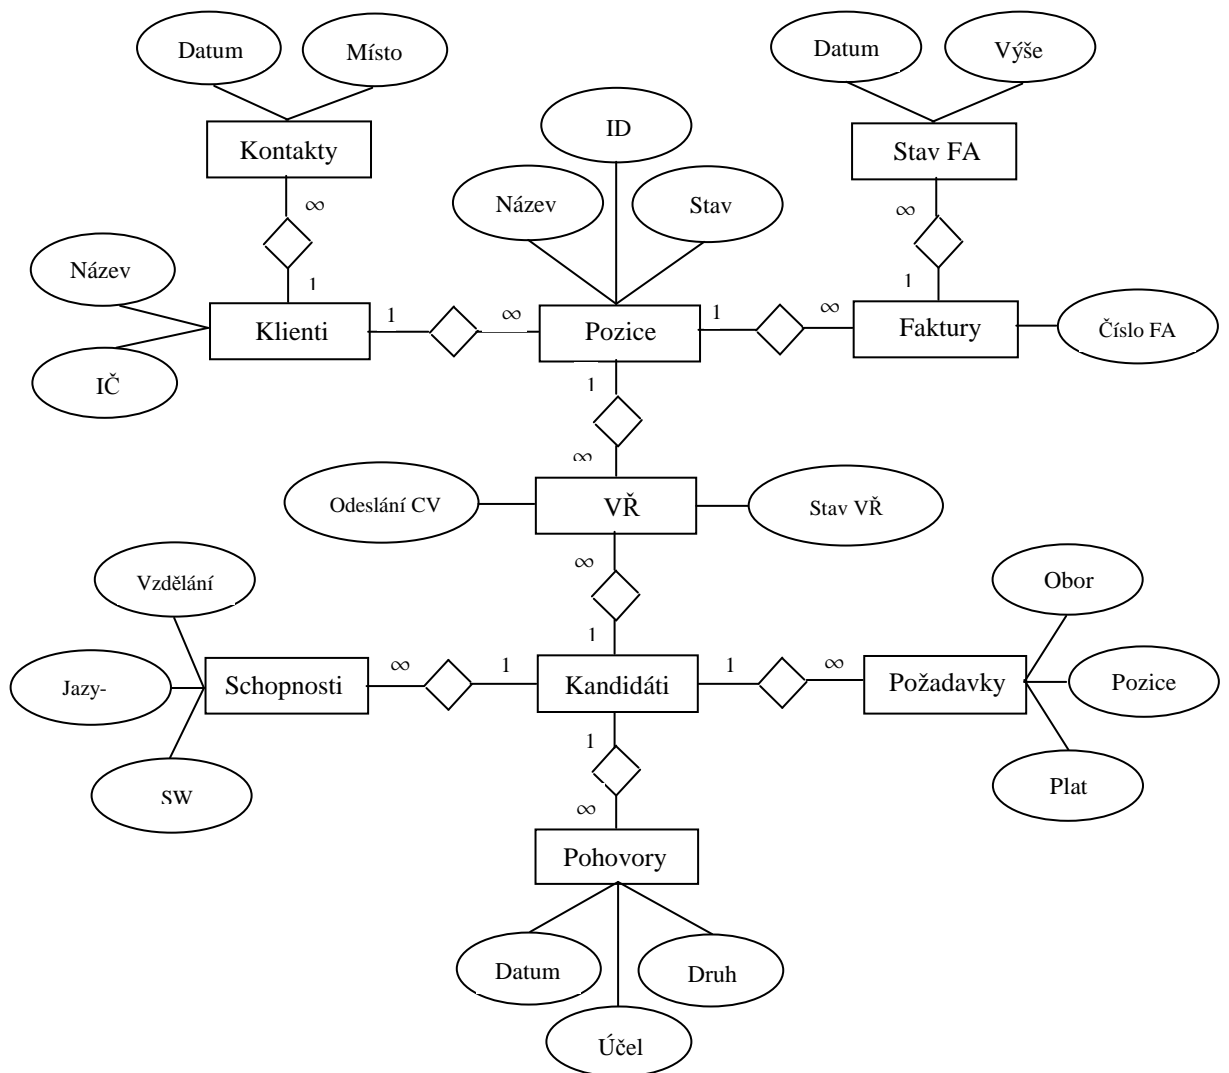 Datum
Místo
Datum
Výše
ID
Kontakty
Stav FA
Název
Stav
∞
∞
Název
1
1
Klienti
1
∞
Pozice
1
∞
Faktury
Číslo FA
IČ
1
∞
Odeslání CV
VŘ
Stav VŘ
∞
Vzdělání
Obor
1
Schopnosti
∞
1
Kandidáti
1
∞
Požadavky
Jazy-
Pozice
1
SW
Plat
∞
Pohovory
Datum
Druh
Účel